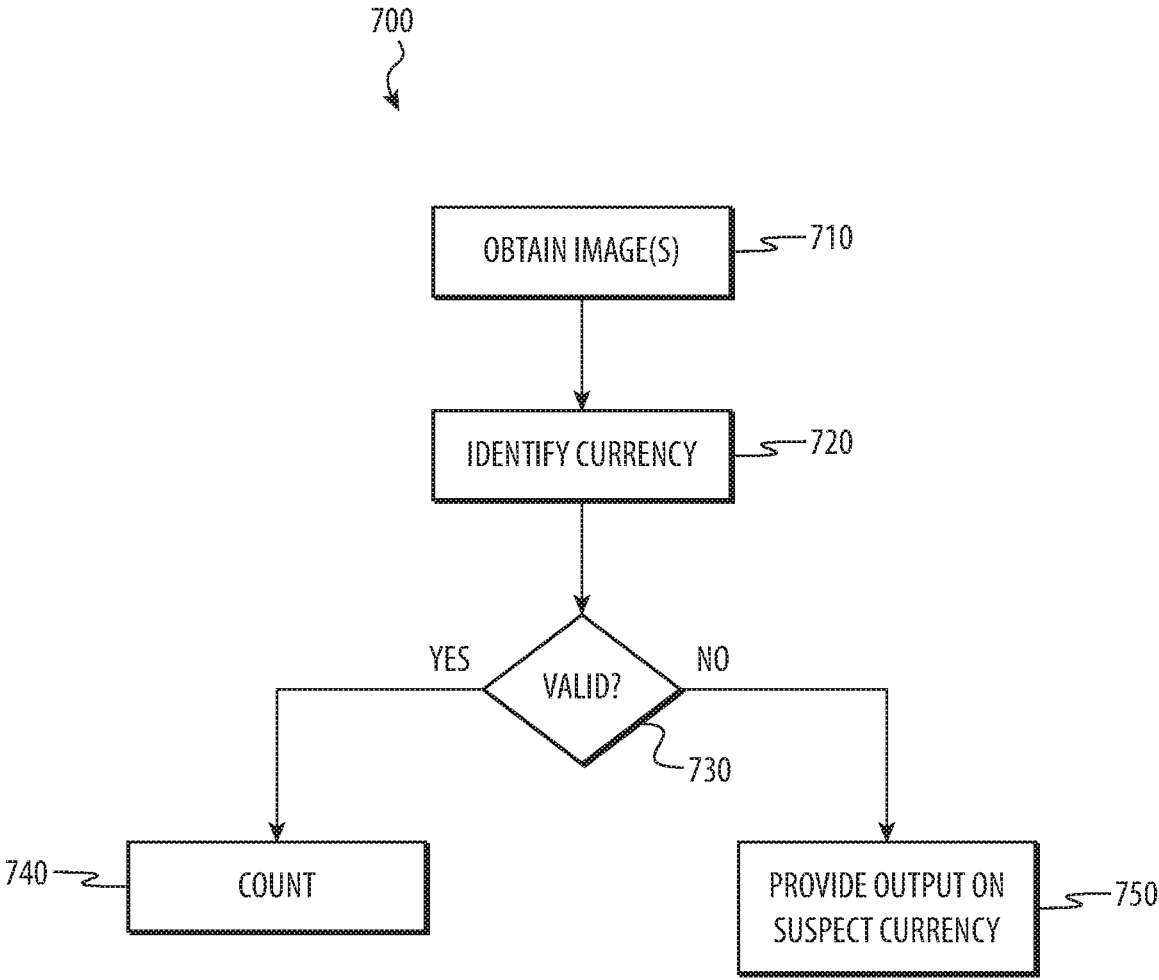 700
OBTAIN IMAGE(S)
710
IDENTIFY CURRENCY
720
YES
VALID?
NO
730
740
COUNT
PROVIDE OUTPUT ON
SUSPECT CURRENCY
750